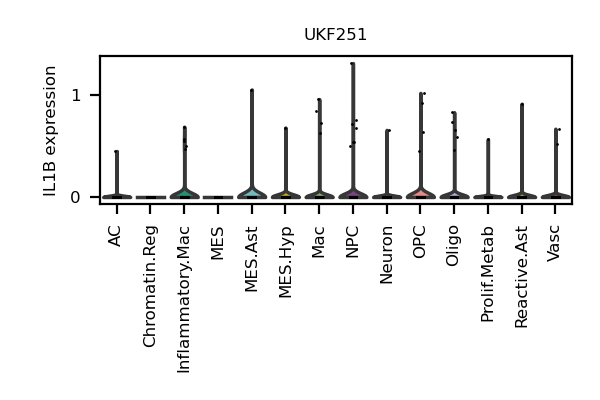 UKF251
IL1B expression
1
0
AC
Chromatin.Reg
Inflammatory.Mac
MES
MES.Ast
MES.Hyp
Mac
NPC
Neuron
OPC
Oligo
Prolif.Metab
Reactive.Ast
Vasc